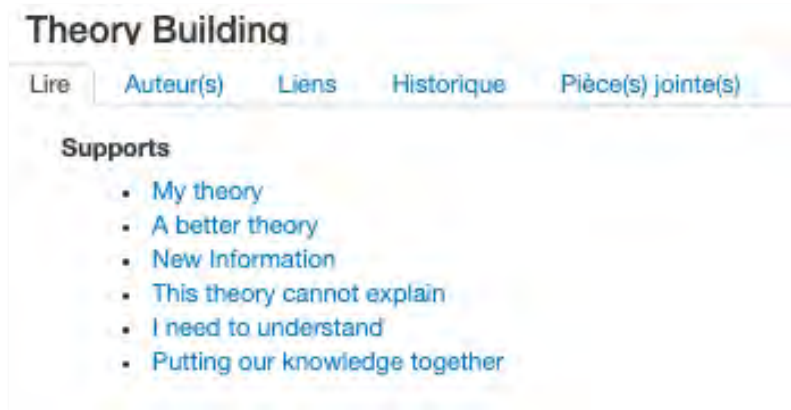 Theory Building
Lire Auteur(s) Liens Historique Pièce(s) jointe(s)
Supports
• My theory
• A better theory
• New Information
• This theory cannot explain
• I need to understand
• Putting our knowledge together